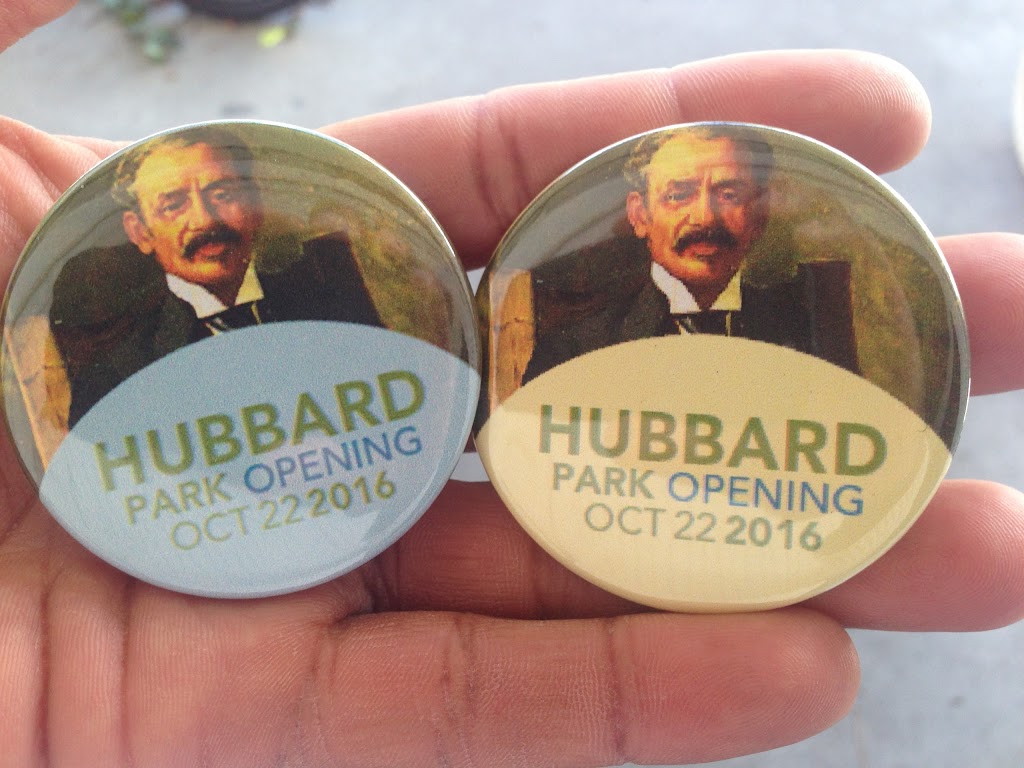 HUBBARD
PARK OPENING
OCT 22 2016
HUBBARD
PARK OPENING
OCT 22 2016